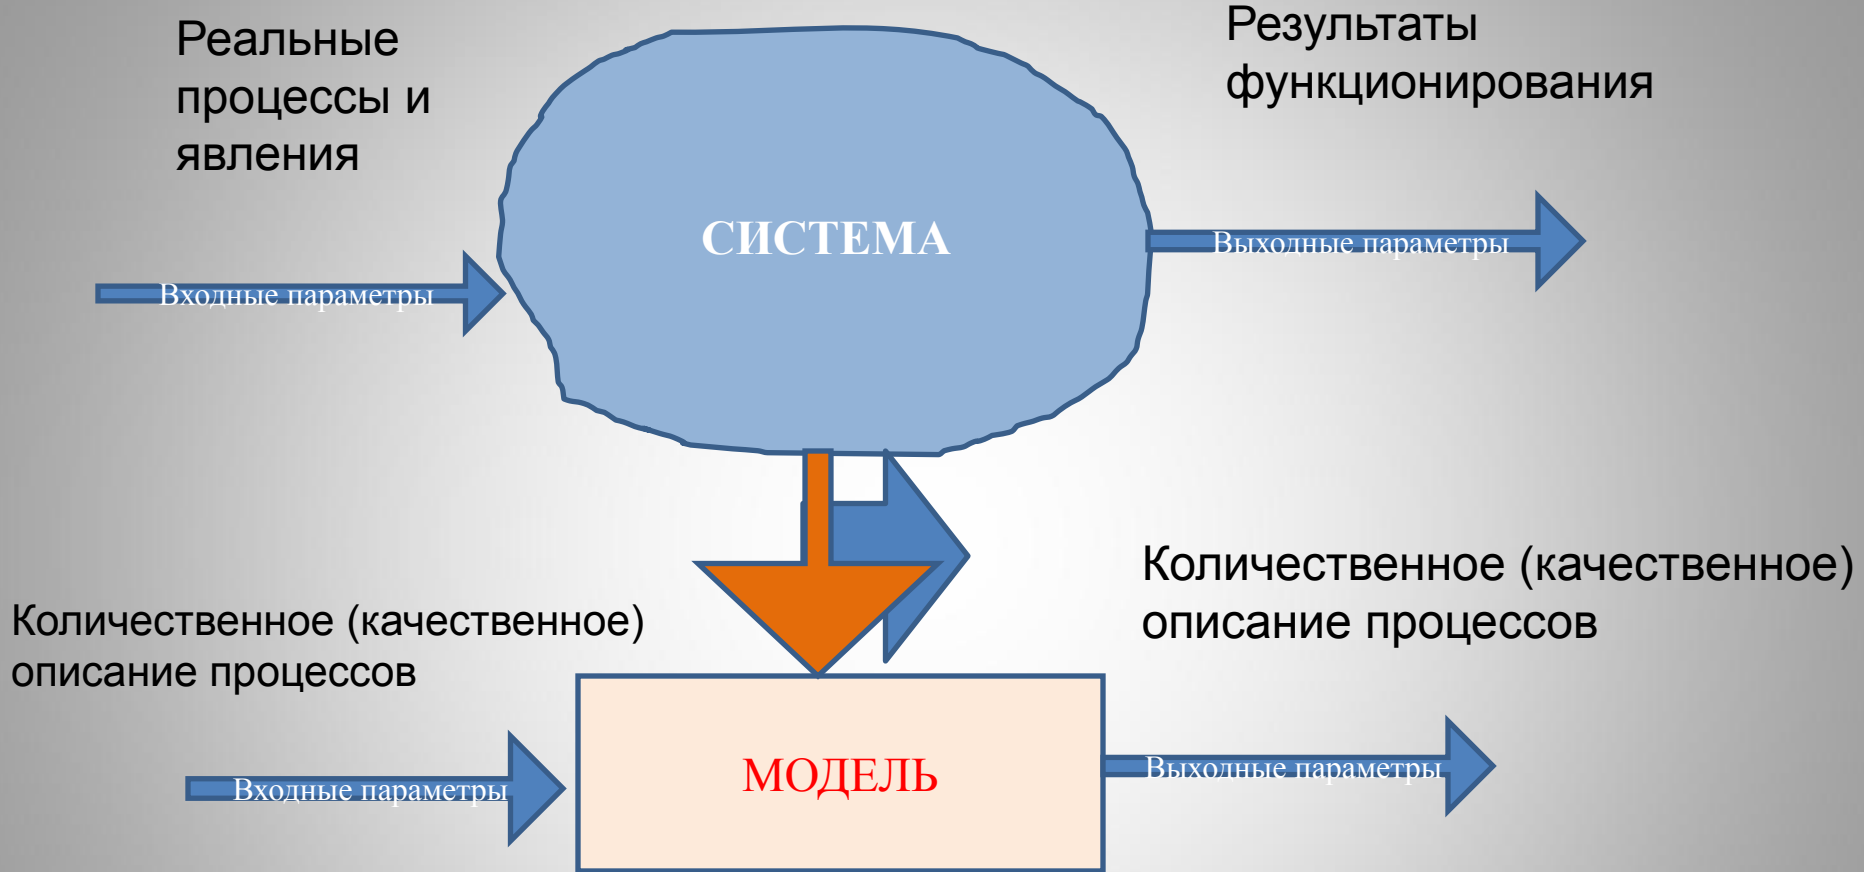 Реальные
процессы и
явления
Результаты
функционирования
СИСТЕМА
Входные параметры
Выходные параметры
Количественное (качественное)
описание процессов
Количественное (качественное)
описание процессов
Входные параметры
МОДЕЛЬ
Выходные параметры